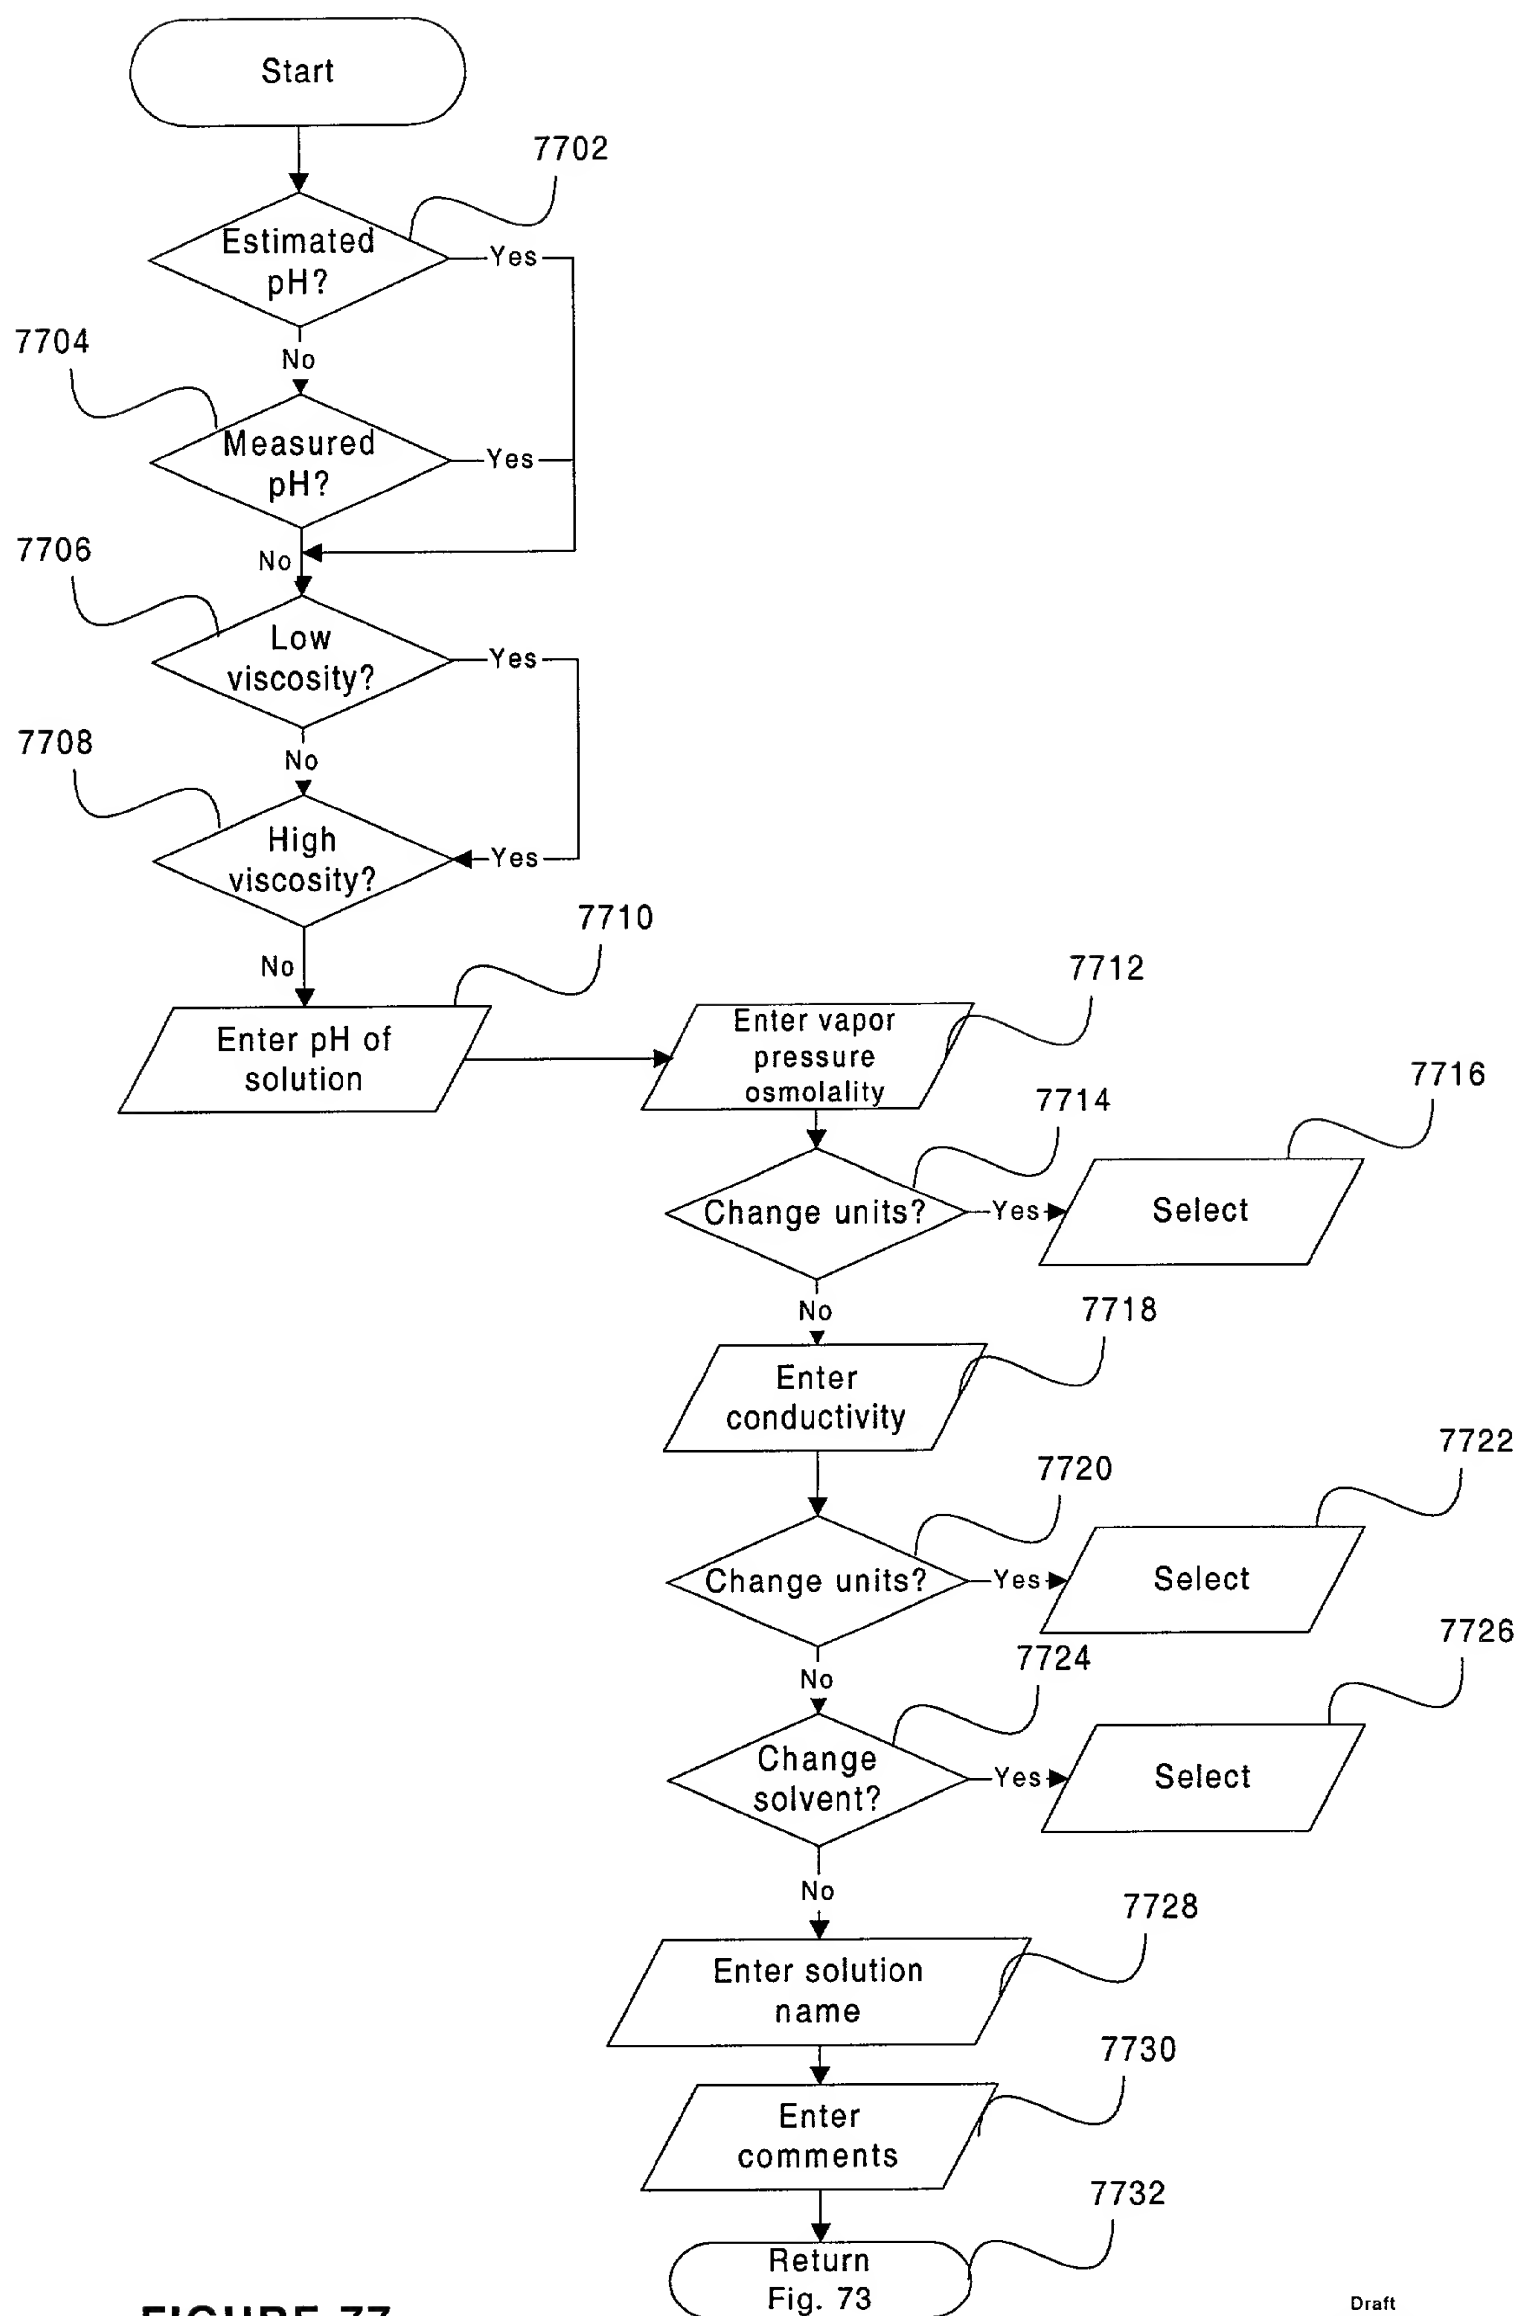 Start
7702
Estimated
pH?
Yes
7704
No
Measured
pH?
Yes
7706
No
Low
viscosity?
Yes
7708
No
High
viscosity?
Yes
7710
No
Enter pH of
solution
7712
Enter vapor
pressure
osmolality
7714
7716
Change units?
Yes
Select
No
7718
Enter
conductivity
7720
7722
Change units?
Yes
Select
7724
7726
No
Change
solvent?
Yes
Select
No
7728
Enter solution
name
7730
Enter
comments
7732
Return
Fig. 73
FIGURE 77
Draft